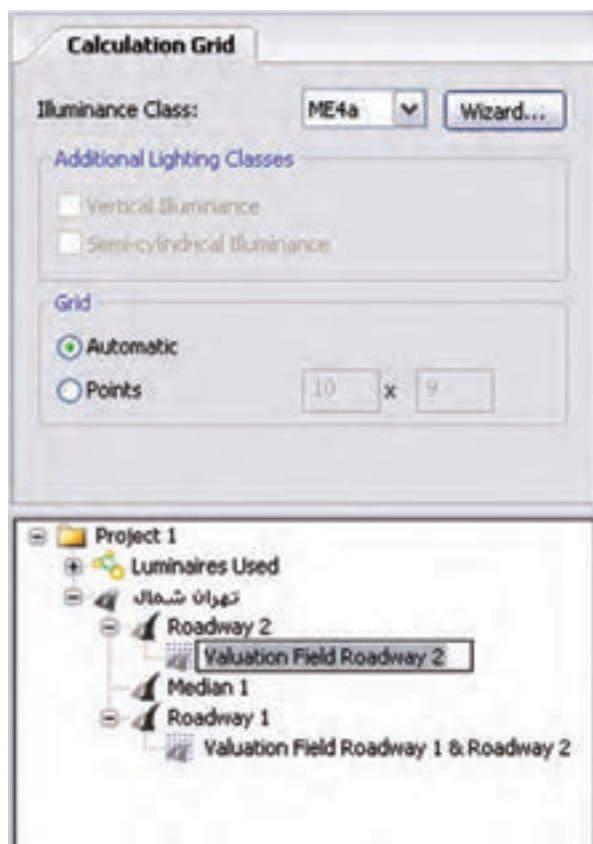 Calculation Grid
Illuminance Class: ME4a Wizard...
Additional Lighting Classes
Vertical Illuminance
Semi-cylindrical Illuminance
Grid
Automatic
Points 10 x 9
Project 1
Luminaires Used
تهران شمال
Roadway 2
Valuation Field Roadway 2
Median 1
Roadway 1
Valuation Field Roadway 1 & Roadway 2